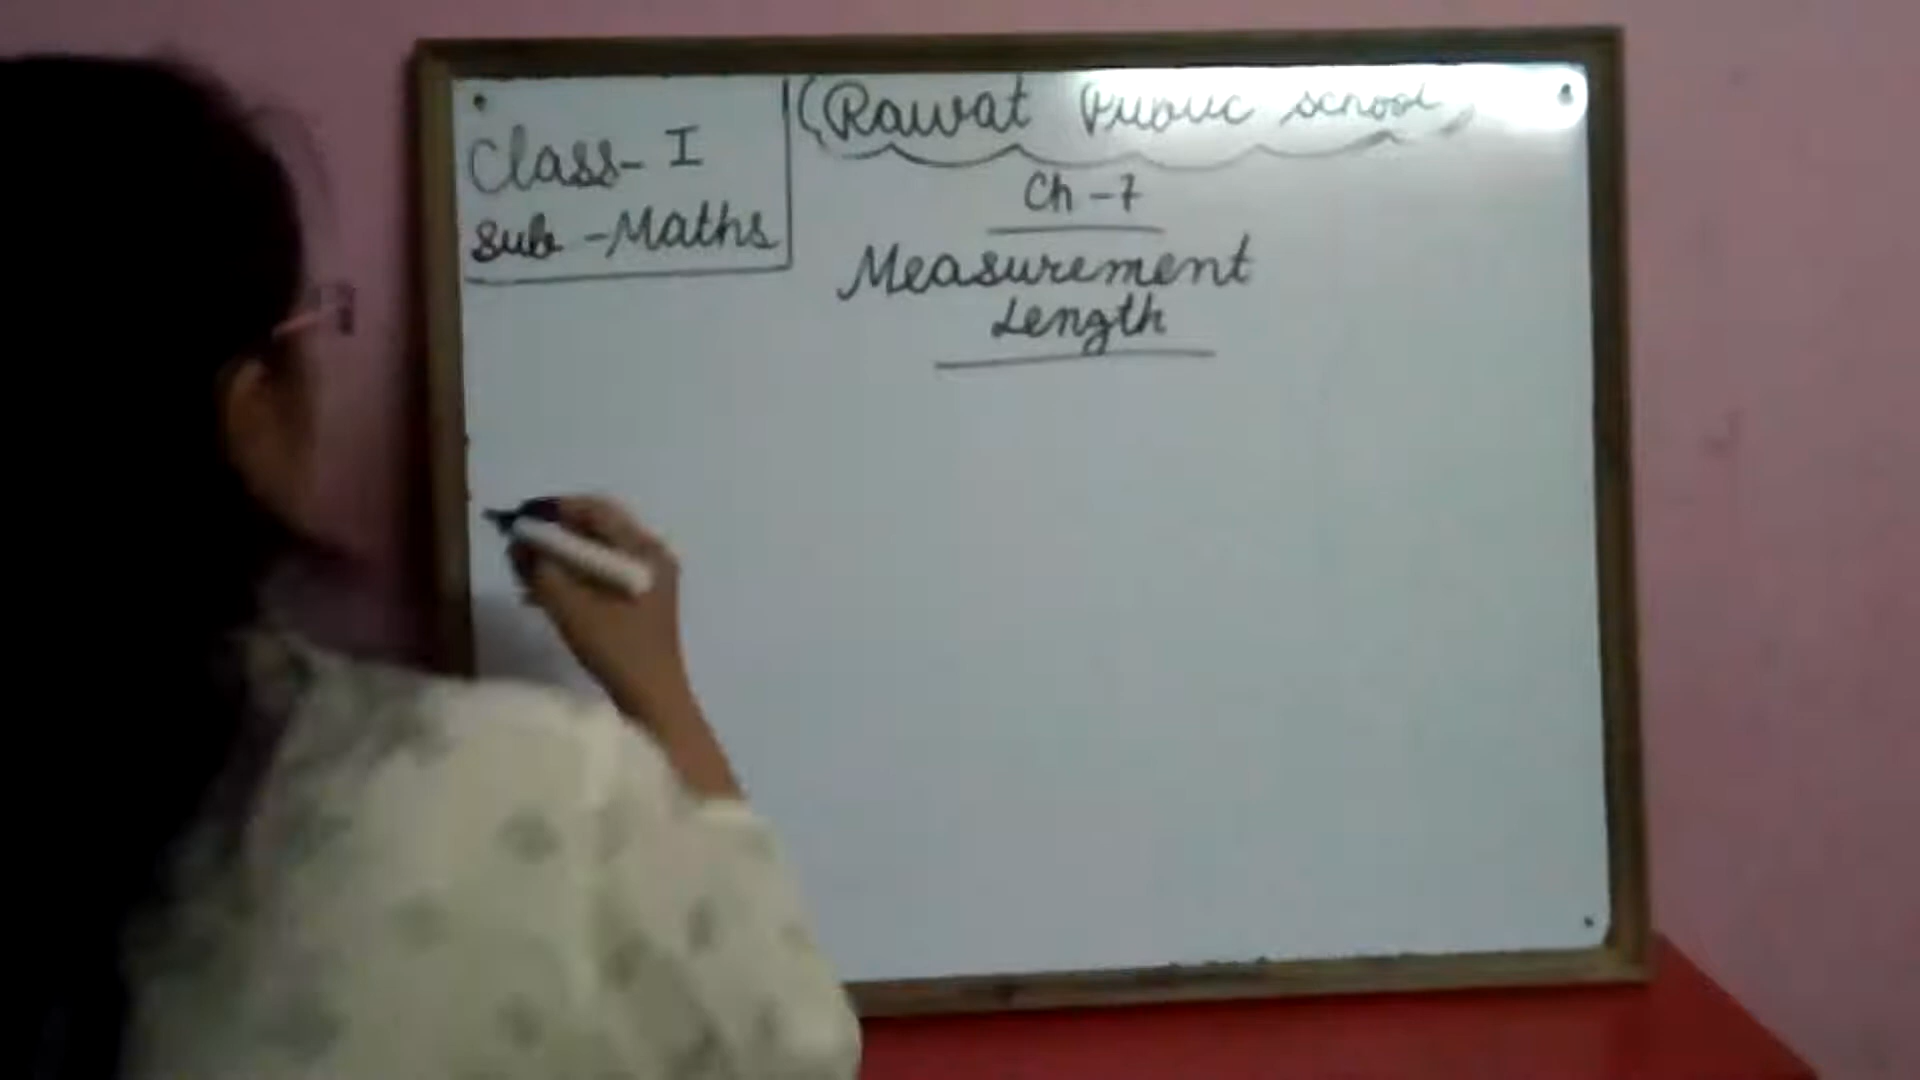 Class- I
Sub -Maths
(Rawat Public school)
Ch -7
Measurement
Length